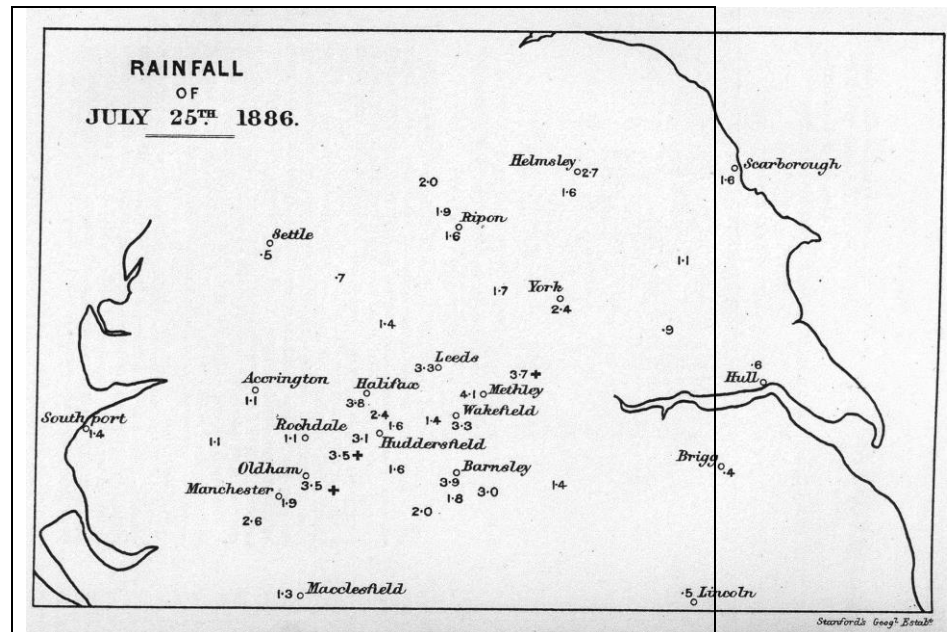 RAINFALL
OF
JULY 25TH. 1886.
Helmsley 2.7
Scarborough
1.6
2.0
1.6
1.9
Ripon
1.6
Settle
.5
1.1
.7
1.7
York
2.4
1.4
.9
Leeds
3.3
3.7 +
.6
Hull
Accrington
1.1
Halifax
3.8
4.1 Methley
2.4
1.6
1.4
Wakefield
3.3
Southport
1.4
1.1
Rochdale
1.1
3.1
Huddersfield
3.5 +
1.6
Oldham
3.5 +
Barnsley
3.9
3.0
1.8
1.4
Brigg
.4
Manchester
1.9
2.6
2.0
1.3 Macclesfield
.5 Lincoln
Stanford's Geogl. Estabt.